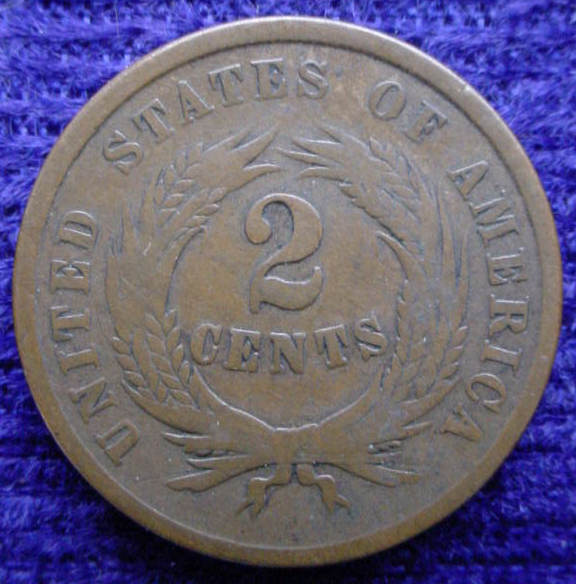 UNITED STATES OF AMERICA
2
CENTS